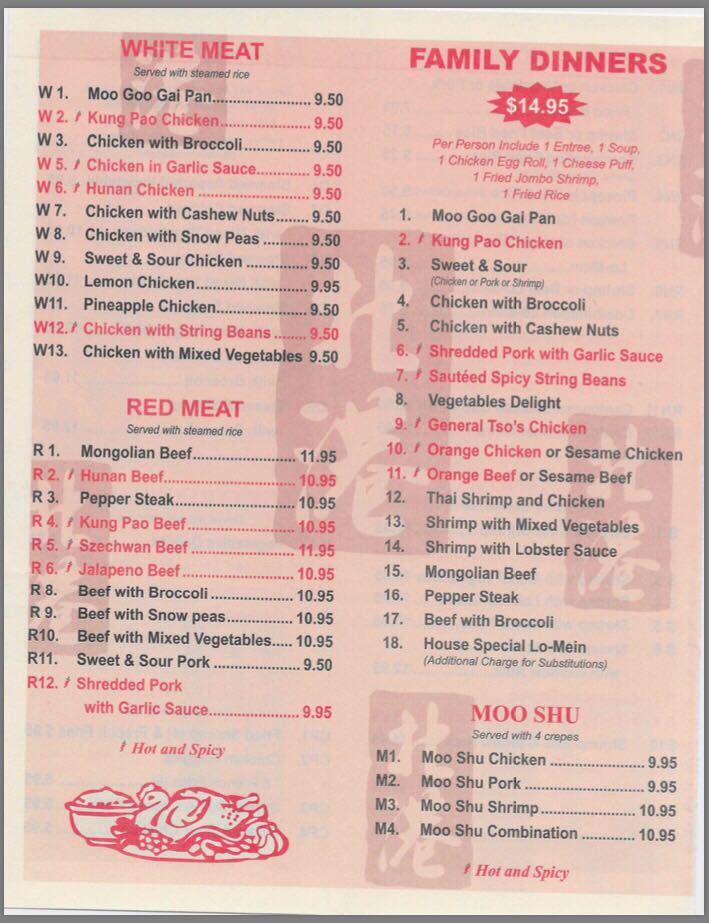 WHITE MEAT
Served with steamed rice
W 1. Moo Goo Gai Pan........................ 9.50
W 2. Kung Pao Chicken..................... 9.50
W 3. Chicken with Broccoli................. 9.50
W 5. Chicken in Garlic Sauce.............. 9.50
W 6. Hunan Chicken .......................... 9.50
W 7. Chicken with Cashew Nuts......... 9.50
W 8. Chicken with Snow Peas ............ 9.50
W 9. Sweet & Sour Chicken ................ 9.50
W10. Lemon Chicken........................... 9.95
W11. Pineapple Chicken...................... 9.50
W12. Chicken with String Beans ........ 9.50
W13. Chicken with Mixed Vegetables 9.50
RED MEAT
Served with steamed rice
R 1. Mongolian Beef......................... 11.95
R 2. Hunan Beef................................ 10.95
R 3. Pepper Steak............................. 10.95
R 4. Kung Pao Beef.......................... 10.95
R 5. Szechwan Beef.......................... 11.95
R 6. Jalapeno Beef............................ 10.95
R 8. Beef with Broccoli ..................... 10.95
R 9. Beef with Snow peas................. 10.95
R10. Beef with Mixed Vegetables..... 10.95
R11. Sweet & Sour Pork ...................... 9.50
R12. Shredded Pork
with Garlic Sauce....................... 9.95
Hot and Spicy
FAMILY DINNERS
$14.95
Per Person Include 1 Entree, 1 Soup,
1 Chicken Egg Roll, 1 Cheese Puff,
1 Fried Jombo Shrimp,
1 Fried Rice
1. Moo Goo Gai Pan
2. Kung Pao Chicken
3. Sweet & Sour
(Chicken or Pork or Shrimp)
4. Chicken with Broccoli
5. Chicken with Cashew Nuts
6. Shredded Pork with Garlic Sauce
7. Sautéed Spicy String Beans
8. Vegetables Delight
9. General Tso's Chicken
10. Orange Chicken or Sesame Chicken
11. Orange Beef or Sesame Beef
12. Thai Shrimp and Chicken
13. Shrimp with Mixed Vegetables
14. Shrimp with Lobster Sauce
15. Mongolian Beef
16. Pepper Steak
17. Beef with Broccoli
18. House Special Lo-Mein
(Additional Charge for Substitutions)
MOO SHU
Served with 4 crepes
M1. Moo Shu Chicken ....................... 9.95
M2. Moo Shu Pork ............................. 9.95
M3. Moo Shu Shrimp....................... 10.95
M4. Moo Shu Combination ............. 10.95
Hot and Spicy